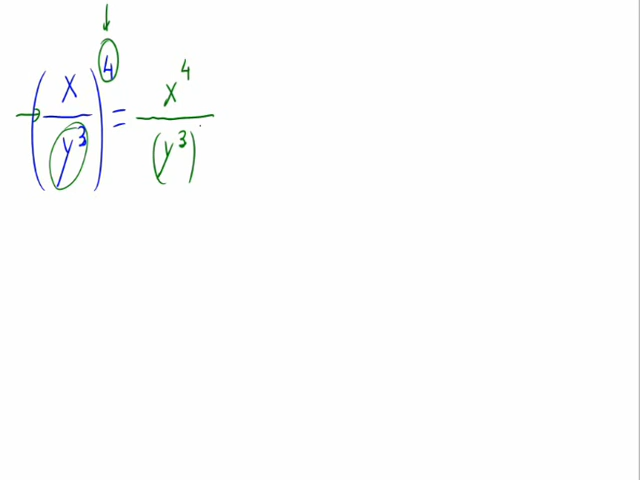 (x/y³)⁴ = x⁴/(y³)